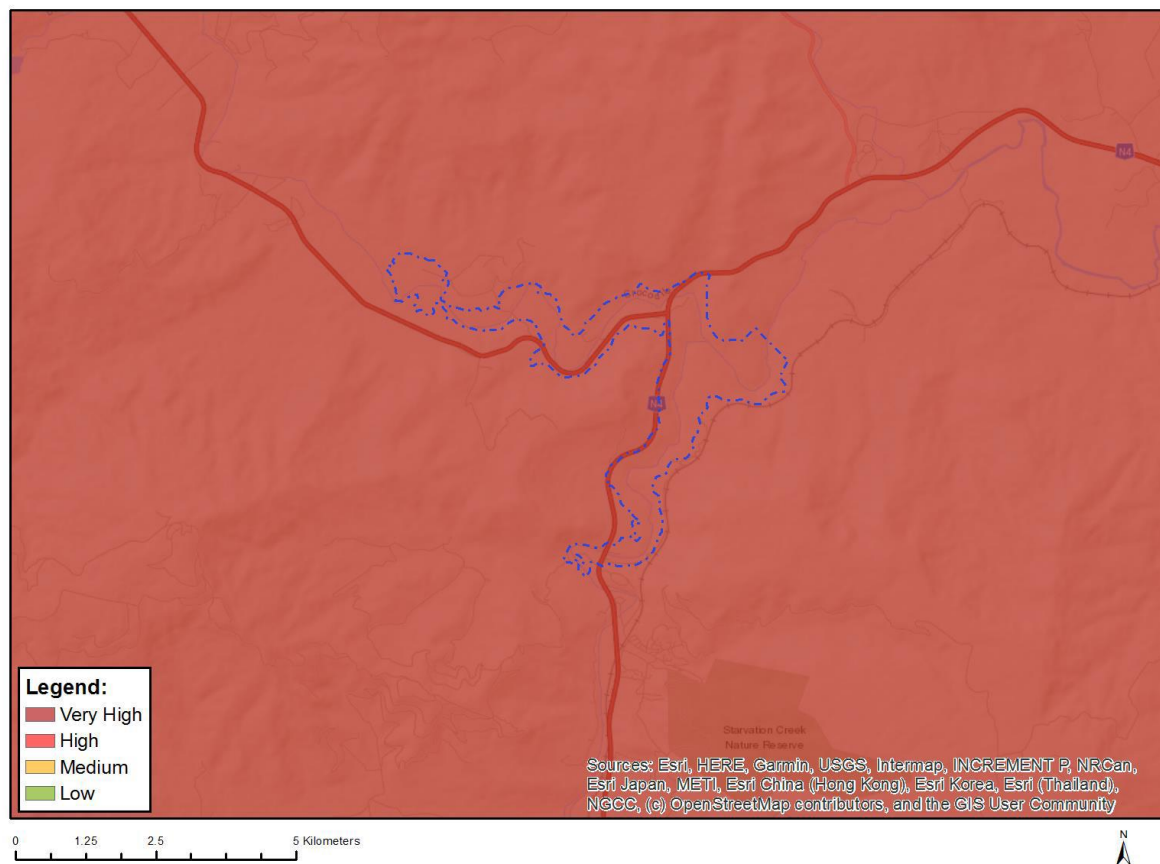 N4
N4
Starvation Creek
Nature Reserve
Legend:
Very High
High
Medium
Low
Sources: Esri, HERE, Garmin, USGS, Intermap, INCREMENT P, NRCan,
Esri Japan, METI, Esri China (Hong Kong), Esri Korea, Esri (Thailand),
NGCC, (c) OpenStreetMap contributors, and the GIS User Community
0 1.25 2.5 5 Kilometers
N